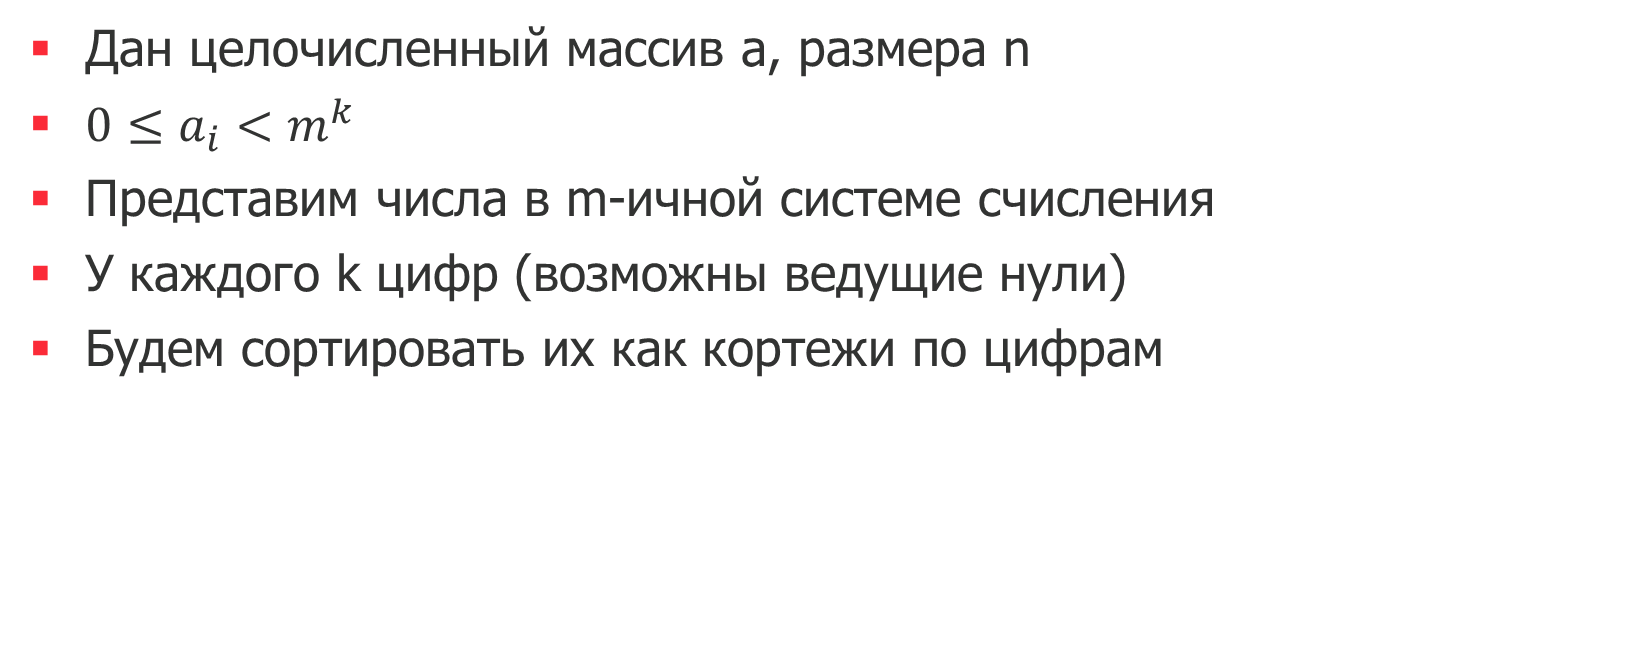 ▪ Дан целочисленный массив a, размера n
▪ $0 \leq a_i < m^k$
▪ Представим числа в m-ичной системе счисления
▪ У каждого k цифр (возможны ведущие нули)
▪ Будем сортировать их как кортежи по цифрам